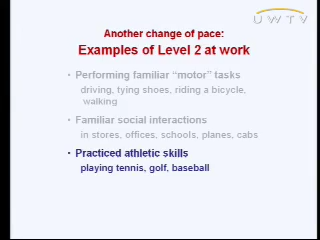 UWTV
Another change of pace:
Examples of Level 2 at work
• Performing familiar “motor” tasks
driving, tying shoes, riding a bicycle,
walking
• Familiar social interactions
in stores, offices, schools, planes, cabs
• Practiced athletic skills
playing tennis, golf, baseball